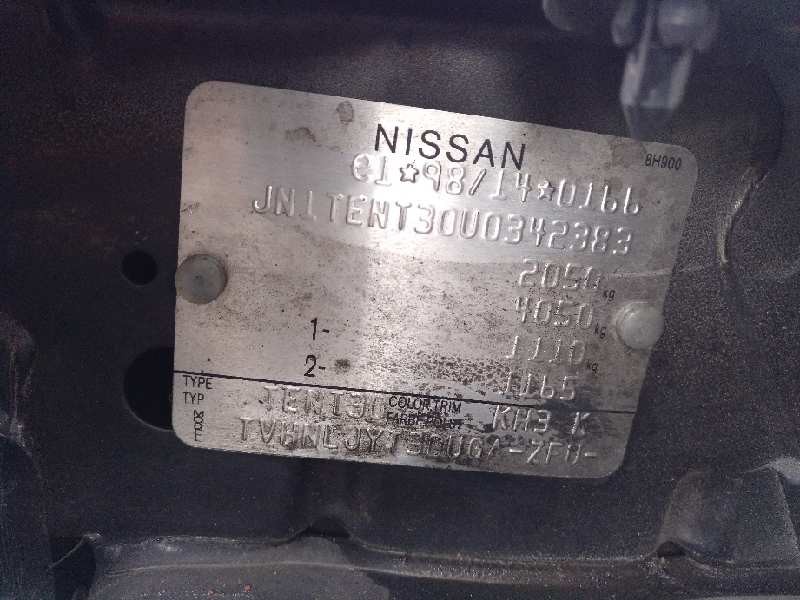 NISSAN 8H900
e1*98/14*0166
JN1TENT30U0342383
2050 kg
4050 kg
1- 1110 kg
2- 1165
TYPE
TYP TENT30 COLOR,TRIM KH3 K